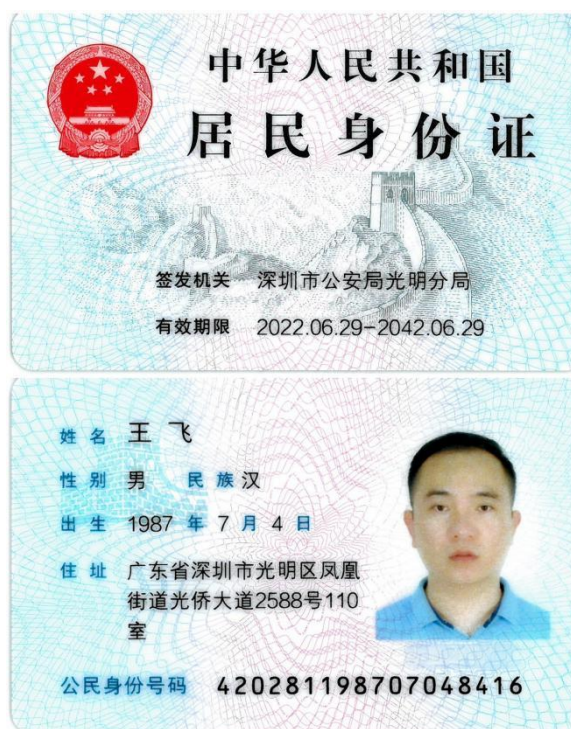 中华人民共和国
居民身份证
签发机关 深圳市公安局光明分局
有效期限 2022.06.29-2042.06.29
姓名 王飞
性别 男 民族 汉
出生 1987 年 7 月 4 日
住址 广东省深圳市光明区凤凰
街道光侨大道2588号110
室
公民身份号码 420281198707048416